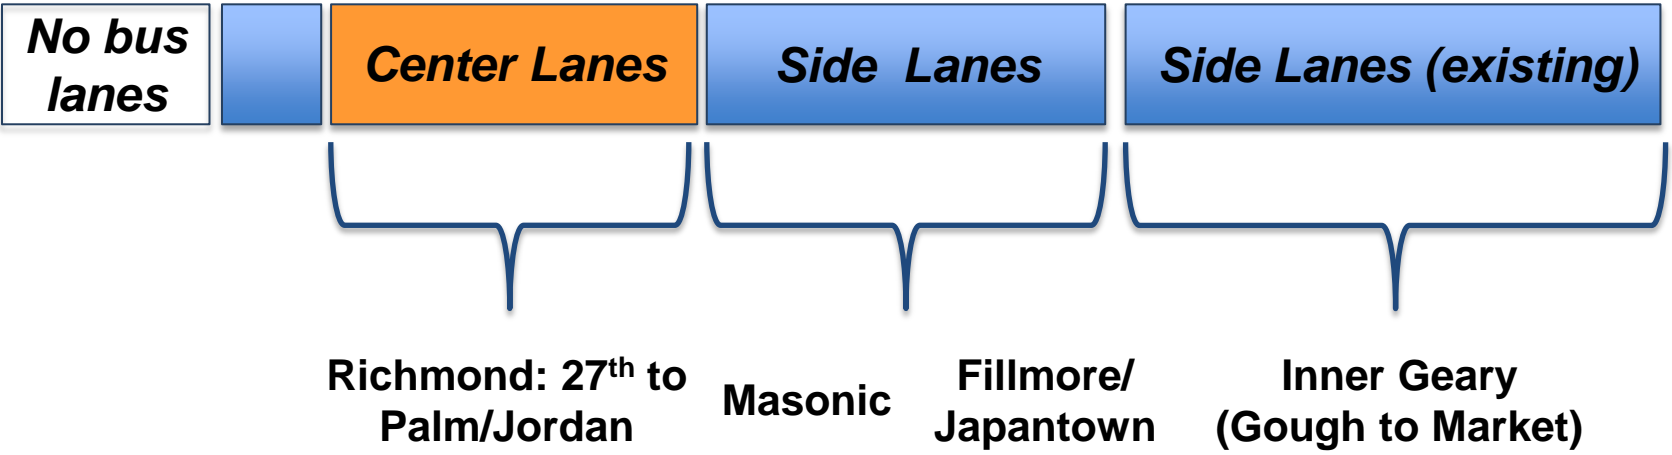 No bus
lanes
Center Lanes
Side Lanes
Side Lanes (existing)
Richmond: 27th to
Palm/Jordan
Masonic
Fillmore/
Japantown
Inner Geary
(Gough to Market)